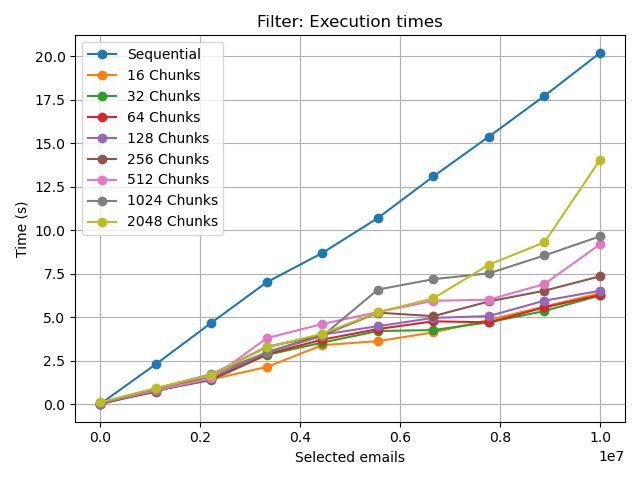 Filter: Execution times
Time (s)
20.0
17.5
15.0
12.5
10.0
7.5
5.0
2.5
0.0
Sequential
16 Chunks
32 Chunks
64 Chunks
128 Chunks
256 Chunks
512 Chunks
1024 Chunks
2048 Chunks
0.0 0.2 0.4 0.6 0.8 1.0
1e7
Selected emails